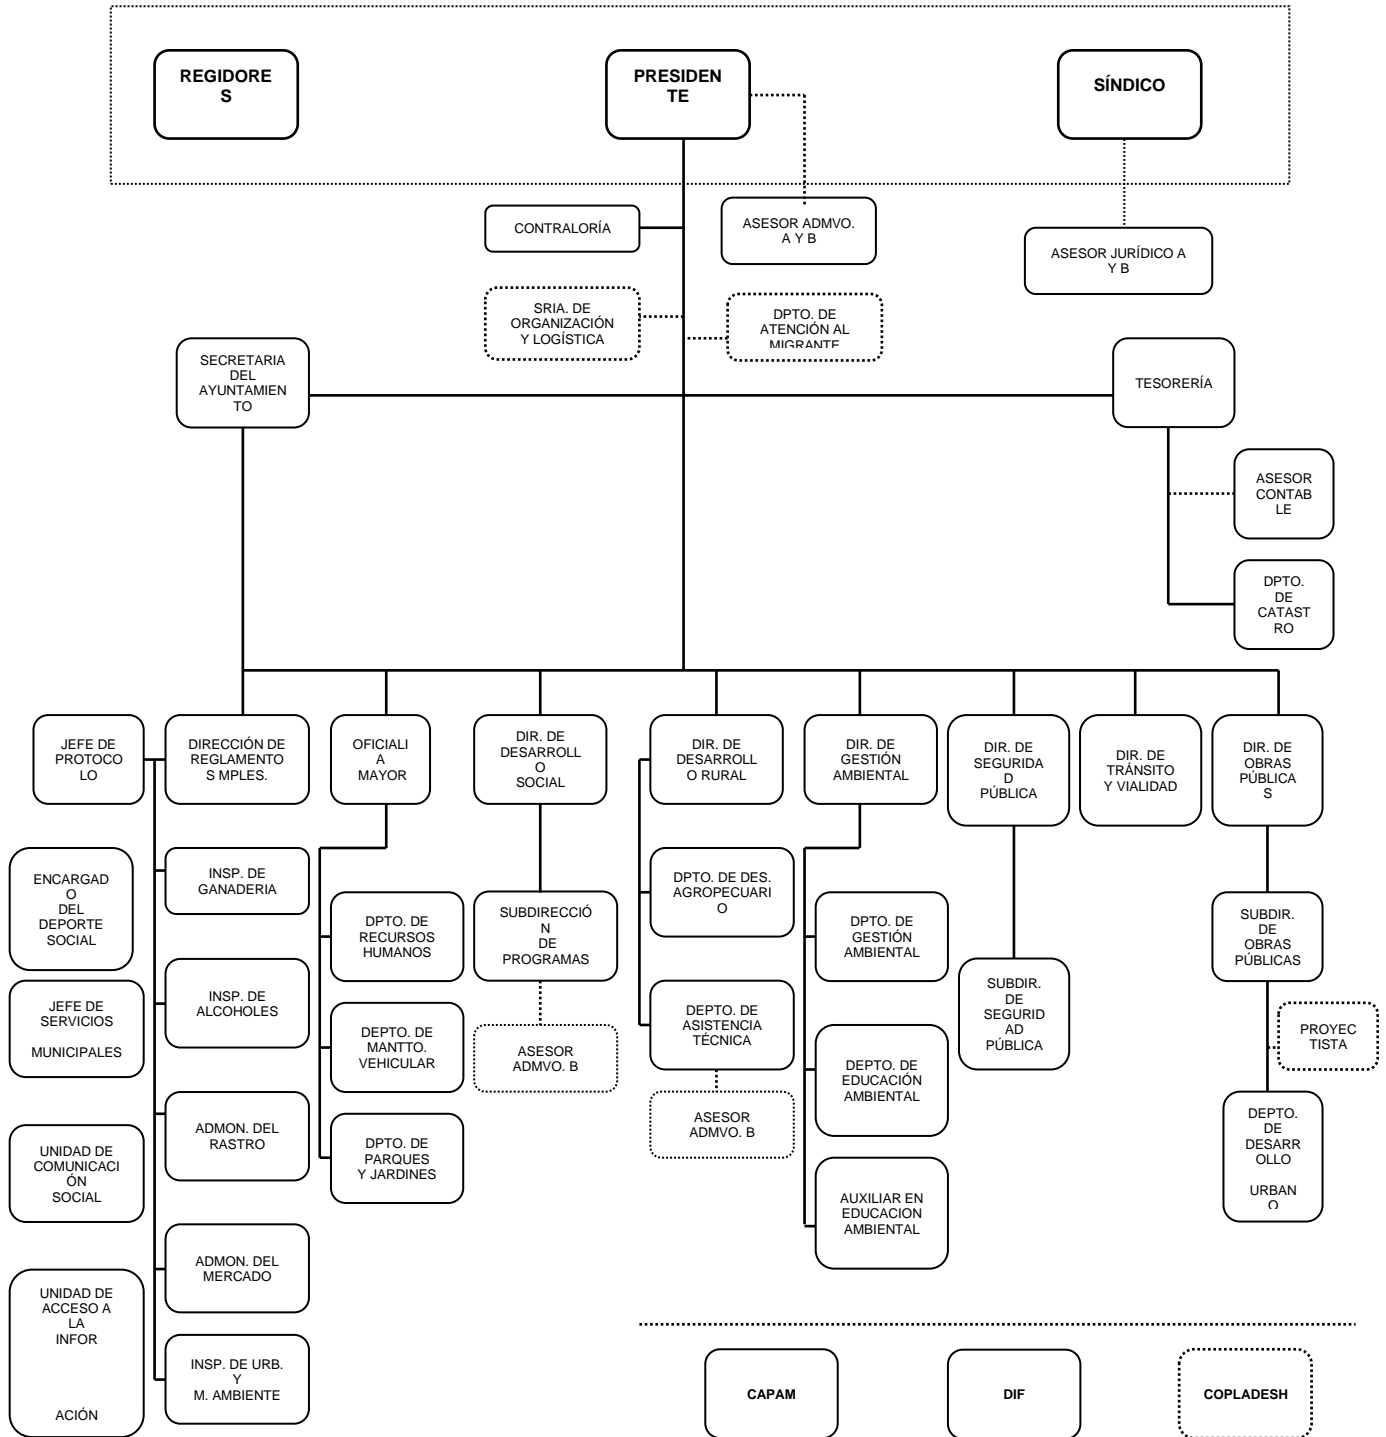 REGIDORE
S
PRESIDEN
TE
SÍNDICO
CONTRALORÍA
ASESOR ADMVO.
A Y B
ASESOR JURÍDICO A
Y B
SRIA. DE
ORGANIZACIÓN
Y LOGÍSTICA
DPTO. DE
ATENCIÓN AL
MIGRANTE
SECRETARIA
DEL
AYUNTAMIEN
TO
TESORERÍA
ASESOR
CONTAB
LE
DPTO.
DE
CATAST
RO
JEFE DE
PROTOCO
LO
DIRECCIÓN DE
REGLAMENTO
S MPLES.
OFICIALI
A
MAYOR
DIR. DE
DESARROLL
O
SOCIAL
DIR. DE
DESARROLL
O RURAL
DIR. DE
GESTIÓN
AMBIENTAL
DIR. DE
SEGURIDA
D
PÚBLICA
DIR. DE
TRÁNSITO
Y VIALIDAD
DIR. DE
OBRAS
PÚBLICA
S
ENCARGAD
O
DEL
DEPORTE
SOCIAL
INSP. DE
GANADERIA
DPTO. DE
RECURSOS
HUMANOS
SUBDIRECCIÓ
N
DE
PROGRAMAS
DPTO. DE DES.
AGROPECUARI
O
DPTO. DE
GESTIÓN
AMBIENTAL
SUBDIR.
DE
SEGURID
AD
PÚBLICA
SUBDIR.
DE
OBRAS
PÚBLICAS
JEFE DE
SERVICIOS
MUNICIPALES
INSP. DE
ALCOHOLES
DEPTO. DE
MANTTO.
VEHICULAR
ASESOR
ADMVO. B
DEPTO. DE
ASISTENCIA
TÉCNICA
DEPTO. DE
EDUCACIÓN
AMBIENTAL
PROYEC
TISTA
UNIDAD DE
COMUNICACI
ÓN
SOCIAL
ADMON. DEL
RASTRO
DPTO. DE
PARQUES
Y JARDINES
ASESOR
ADMVO. B
AUXILIAR EN
EDUCACION
AMBIENTAL
DEPTO.
DE
DESARR
OLLO
URBAN
O
UNIDAD DE
ACCESO A
LA
INFOR
ACIÓN
ADMON. DEL
MERCADO
INSP. DE URB.
Y
M. AMBIENTE
CAPAM
DIF
COPLADESH